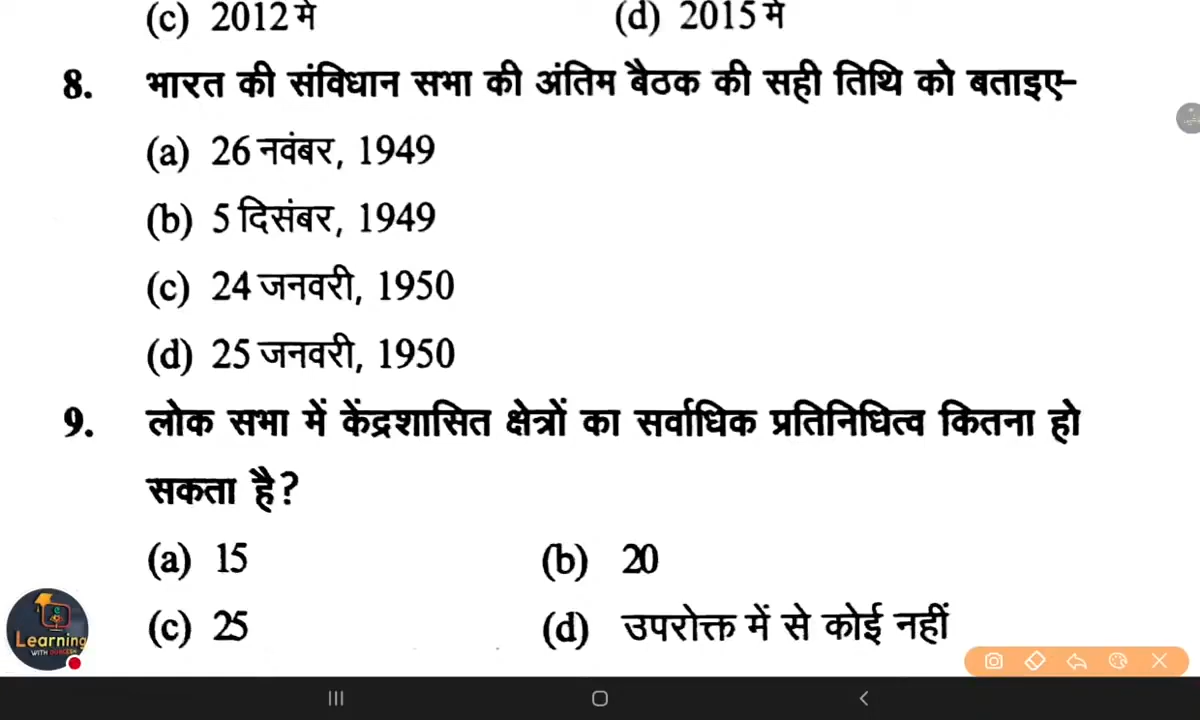 (c) 2012 में (d) 2015 में
8. भारत की संविधान सभा की अंतिम बैठक की सही तिथि को बताइए–
(a) 26 नवंबर, 1949
(b) 5 दिसंबर, 1949
(c) 24 जनवरी, 1950
(d) 25 जनवरी, 1950
9. लोक सभा में केंद्रशासित क्षेत्रों का सर्वाधिक प्रतिनिधित्व कितना हो
सकता है?
(a) 15 (b) 20
(c) 25 (d) उपरोक्त में से कोई नहीं
Learning
WITH